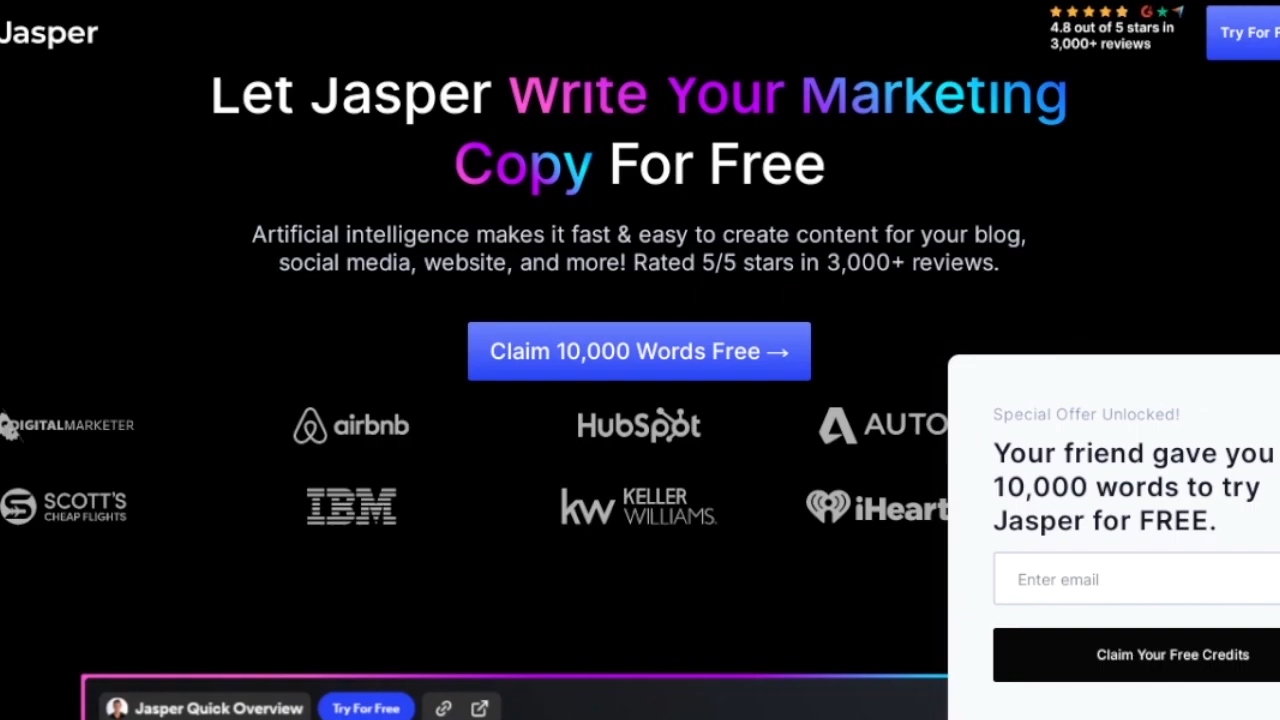 Jasper
4.8 out of 5 stars in
3,000+ reviews
Try For
Let Jasper Write Your Marketing
Copy For Free
Artificial intelligence makes it fast & easy to create content for your blog,
social media, website, and more! Rated 5/5 stars in 3,000+ reviews.
Claim 10,000 Words Free →
DIGITALMARKETER
airbnb
HubSpot
AUTO
SCOTT'S
CHEAP FLIGHTS
IBM
kw KELLER
WILLIAMS.
iHeart
Special Offer Unlocked!
Your friend gave you
10,000 words to try
Jasper for FREE.
Enter email
Claim Your Free Credits
Jasper Quick Overview
Try For Free